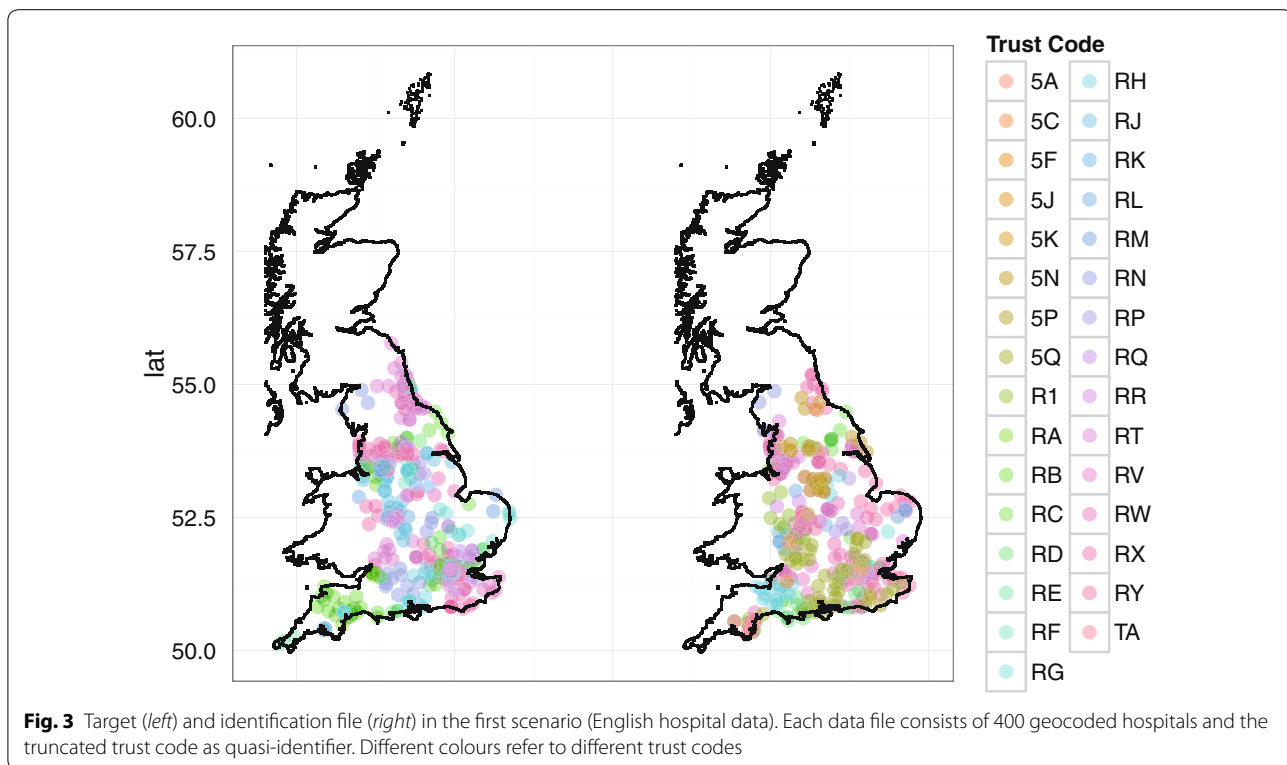 Trust Code
5A RH
5C RJ
5F RK
5J RL
5K RM
5N RN
5P RP
5Q RQ
R1 RR
RA RT
RB RV
RC RW
RD RX
RE RY
RF TA
RG
60.0
57.5
55.0
52.5
50.0
lat
Fig. 3 Target (left) and identification file (right) in the first scenario (English hospital data). Each data file consists of 400 geocoded hospitals and the
truncated trust code as quasi-identifier. Different colours refer to different trust codes